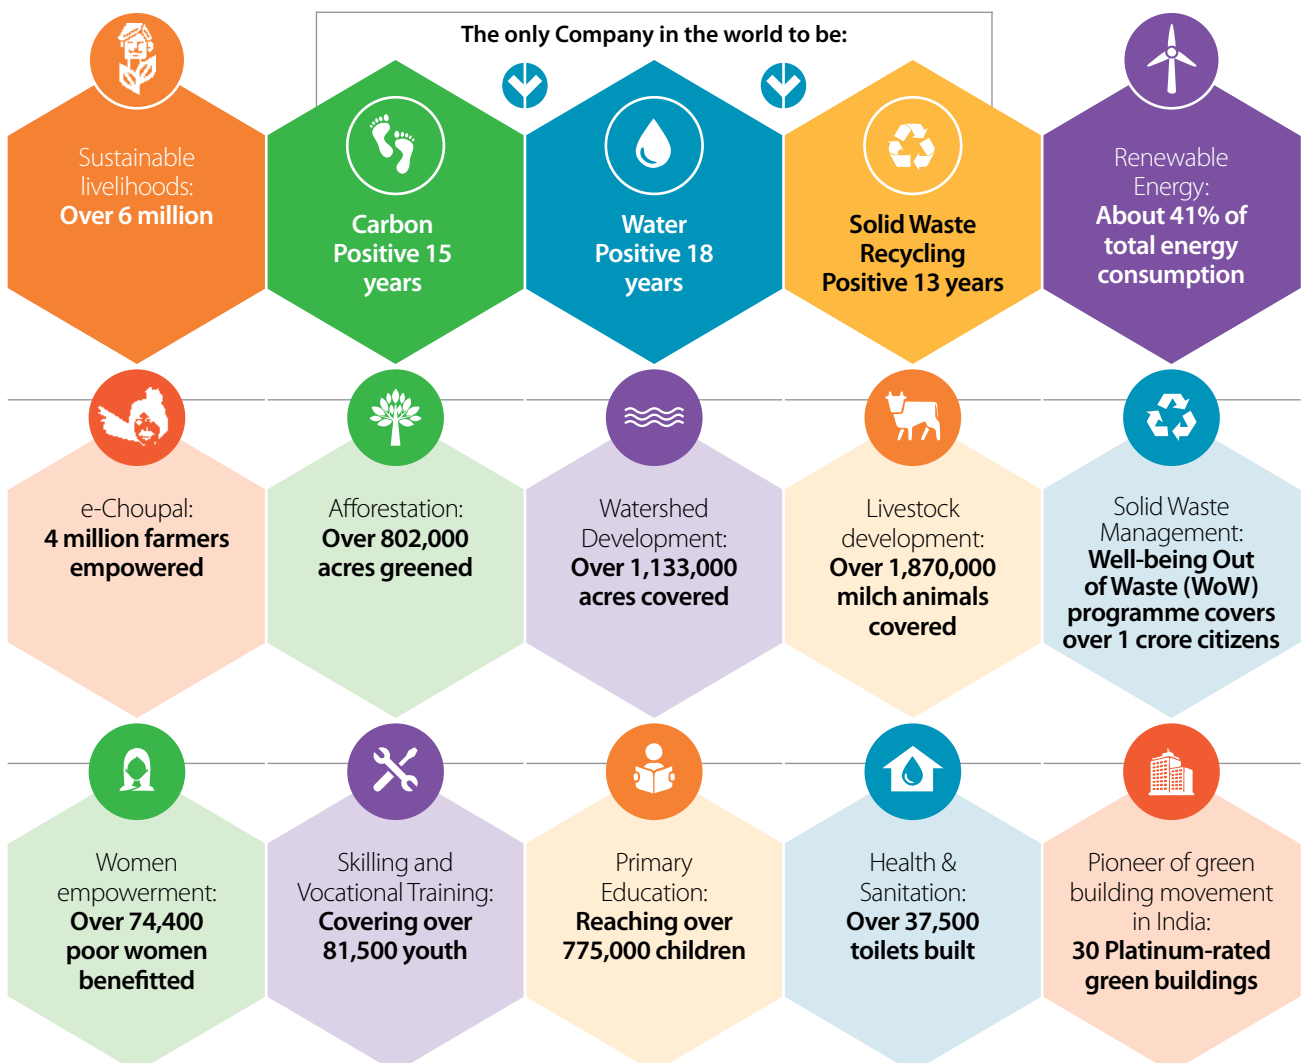 The only Company in the world to be:
Sustainable
livelihoods:
Over 6 million
Carbon
Positive 15
years
Water
Positive 18
years
Solid Waste
Recycling
Positive 13 years
Renewable
Energy:
About 41% of
total energy
consumption
e-Choupal:
4 million farmers
empowered
Afforestation:
Over 802,000
acres greened
Watershed
Development:
Over 1,133,000
acres covered
Livestock
development:
Over 1,870,000
milch animals
covered
Solid Waste
Management:
Well-being Out
of Waste (WoW)
programme covers
over 1 crore citizens
Women
empowerment:
Over 74,400
poor women
benefitted
Skilling and
Vocational Training:
Covering over
81,500 youth
Primary
Education:
Reaching over
775,000 children
Health &
Sanitation:
Over 37,500
toilets built
Pioneer of green
building movement
in India:
30 Platinum-rated
green buildings